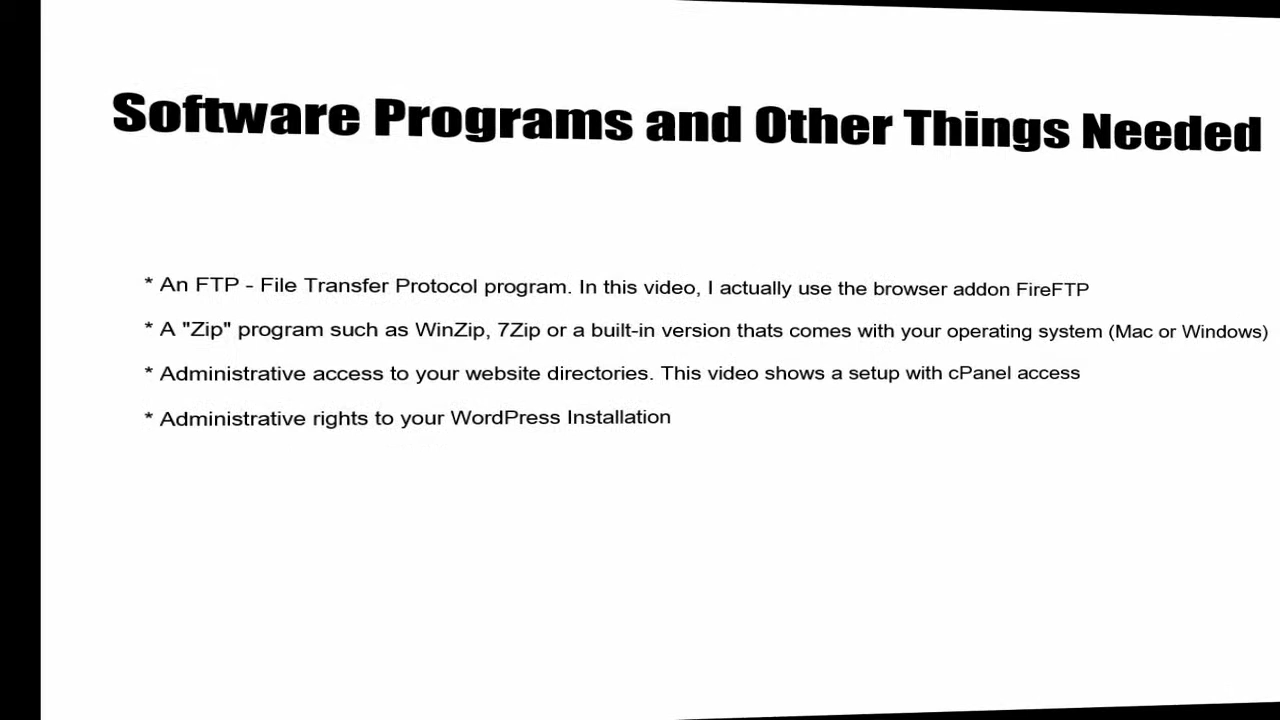 Software Programs and Other Things Needed
* An FTP - File Transfer Protocol program. In this video, I actually use the browser addon FireFTP
* A "Zip" program such as WinZip, 7Zip or a built-in version thats comes with your operating system (Mac or Windows)
* Administrative access to your website directories. This video shows a setup with cPanel access
* Administrative rights to your WordPress Installation